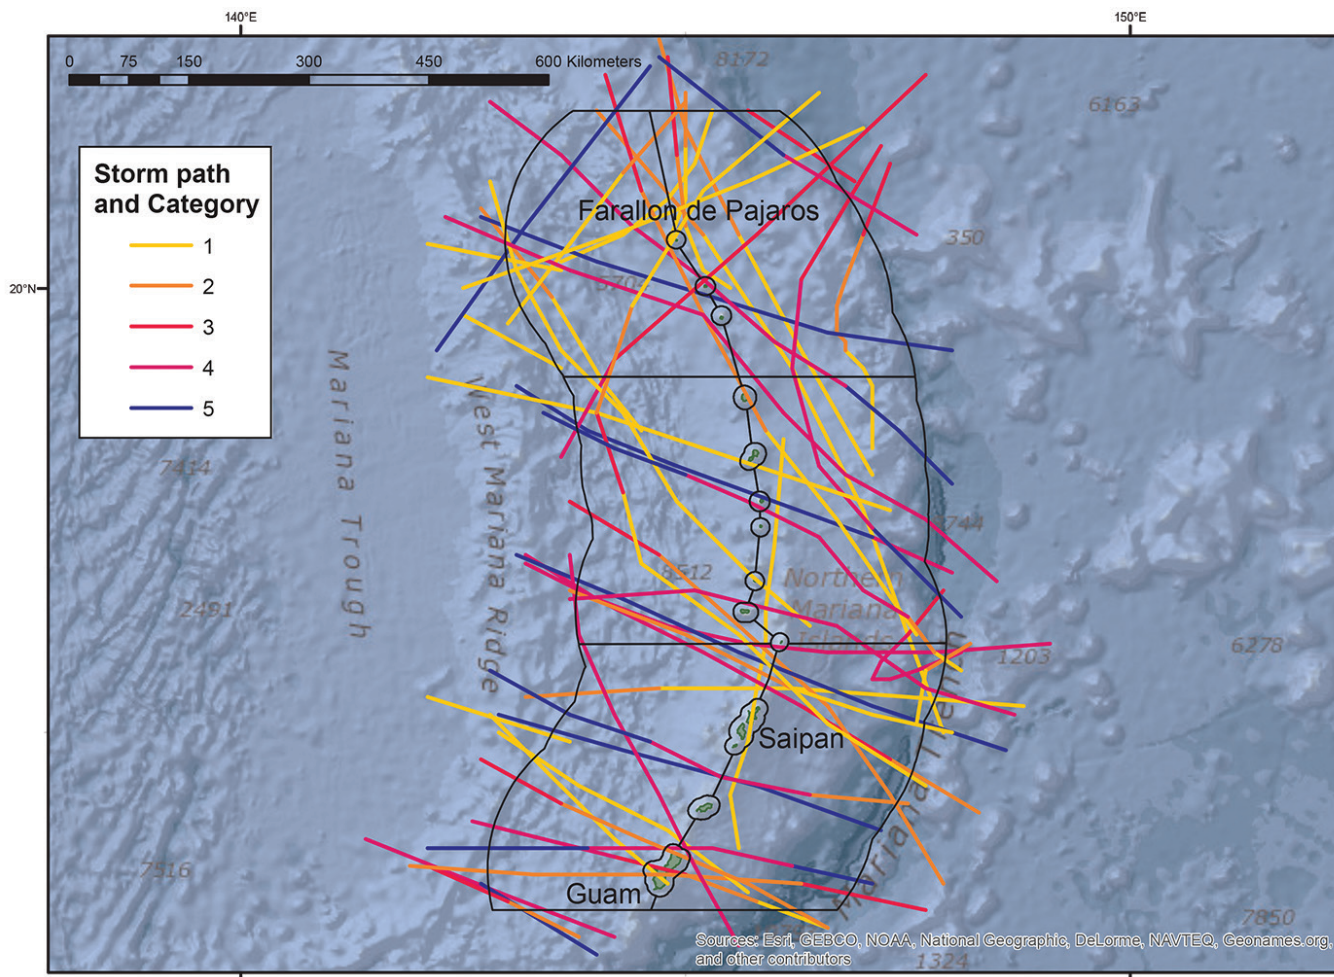 140°E 150°E
0 75 150 300 450 600 Kilometers
8172
6163
Storm path
and Category
1
2
3
4
5
Farallon de Pajaros
350
20°N
Mariana Trough
West Mariana Ridge
7414
8512
Northern
Mariana
Islands
2491
1203
6278
Saipan
Mariana
7516
Guam
7850
Sources: Esri, GEBCO, NOAA, National Geographic, DeLorme, NAVTEQ, Geonames.org,
and other contributors
1324